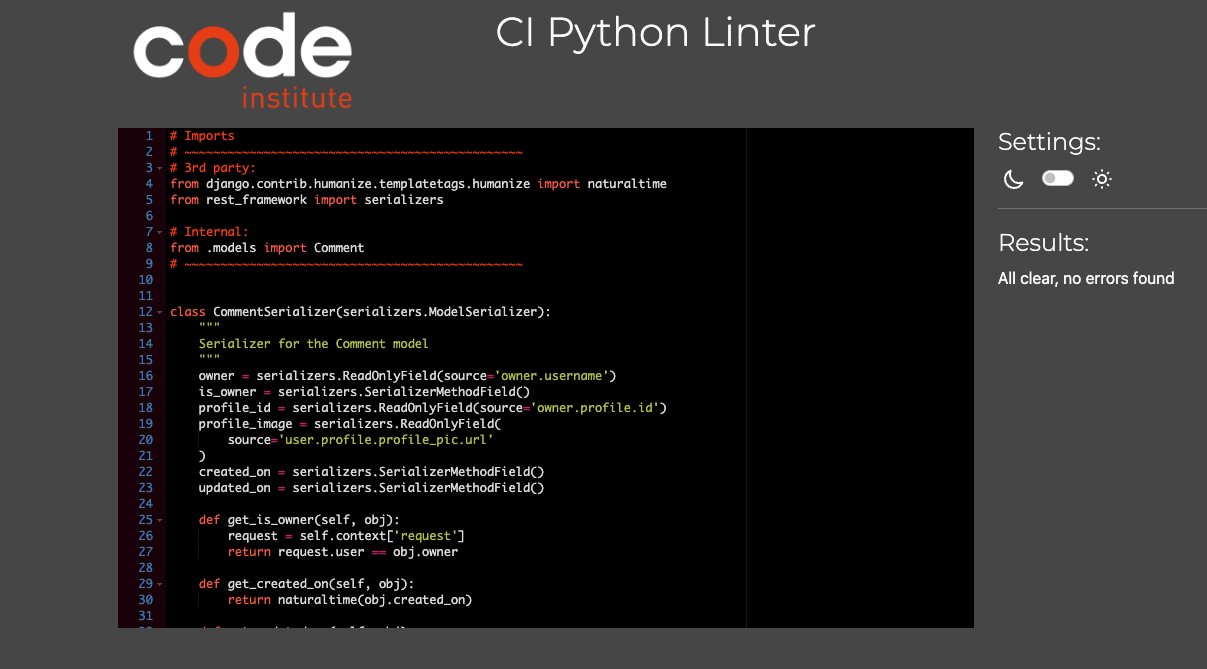 code
institute
CI Python Linter
1 # Imports
2 # ~~~~~~~~~~~~~~~~~~~~~~~~~~~~~~~~~~~~~~~~~~~~~~~
3 # 3rd party:
4 from django.contrib.humanize.templatetags.humanize import naturaltime
5 from rest_framework import serializers
6
7 # Internal:
8 from .models import Comment
9 # ~~~~~~~~~~~~~~~~~~~~~~~~~~~~~~~~~~~~~~~~~~~~~~~
10
11
12 class CommentSerializer(serializers.ModelSerializer):
13     """
14     Serializer for the Comment model
15     """
16     owner = serializers.ReadOnlyField(source='owner.username')
17     is_owner = serializers.SerializerMethodField()
18     profile_id = serializers.ReadOnlyField(source='owner.profile.id')
19     profile_image = serializers.ReadOnlyField(
20         source='user.profile.profile_pic.url'
21     )
22     created_on = serializers.SerializerMethodField()
23     updated_on = serializers.SerializerMethodField()
24
25     def get_is_owner(self, obj):
26         request = self.context['request']
27         return request.user == obj.owner
28
29     def get_created_on(self, obj):
30         return naturaltime(obj.created_on)
31
Settings:
Results:
All clear, no errors found